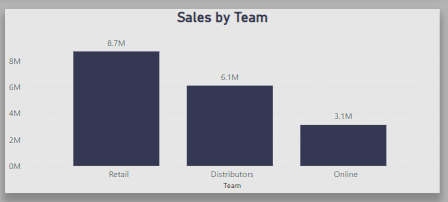 Sales by Team
8.7M
8M
6.1M
6M
4M
3.1M
2M
0M
Retail Distributors Online
Team